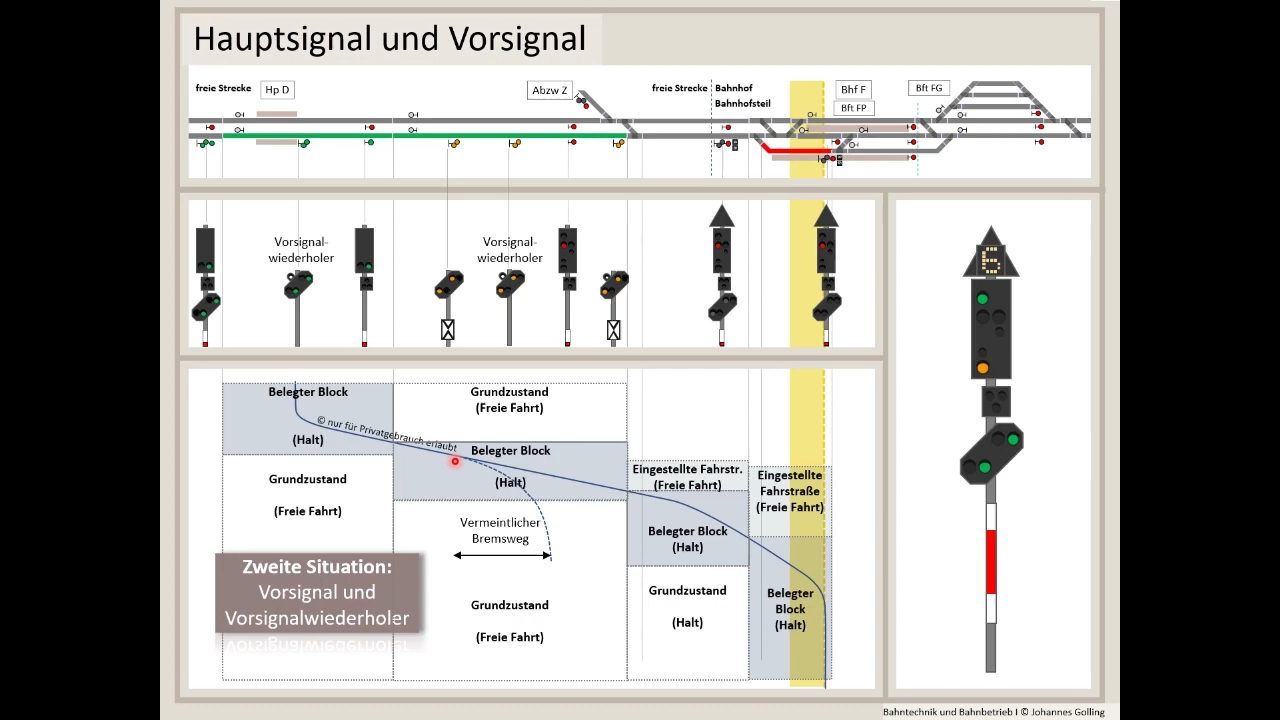 Hauptsignal und Vorsignal
freie Strecke
Hp D
Abzw Z
freie Strecke
Bahnhof
Bahnhofsteil
Bhf F
Bft FP
Bft FG
Vorsignal-
wiederholer
Vorsignal-
wiederholer
Belegter Block
(Halt)
Grundzustand
(Freie Fahrt)
© nur für Privatgebrauch erlaubt
Belegter Block
(Halt)
Grundzustand
(Freie Fahrt)
Eingestellte Fahrstr.
(Freie Fahrt)
Eingestellte
Fahrstraße
(Freie Fahrt)
Vermeintlicher
Bremsweg
Belegter Block
(Halt)
Zweite Situation:
Vorsignal und
Vorsignalwiederholer
Grundzustand
(Freie Fahrt)
Grundzustand
(Halt)
Belegter
Block
(Halt)
Bahntechnik und Bahnbetrieb I © Johannes Golling